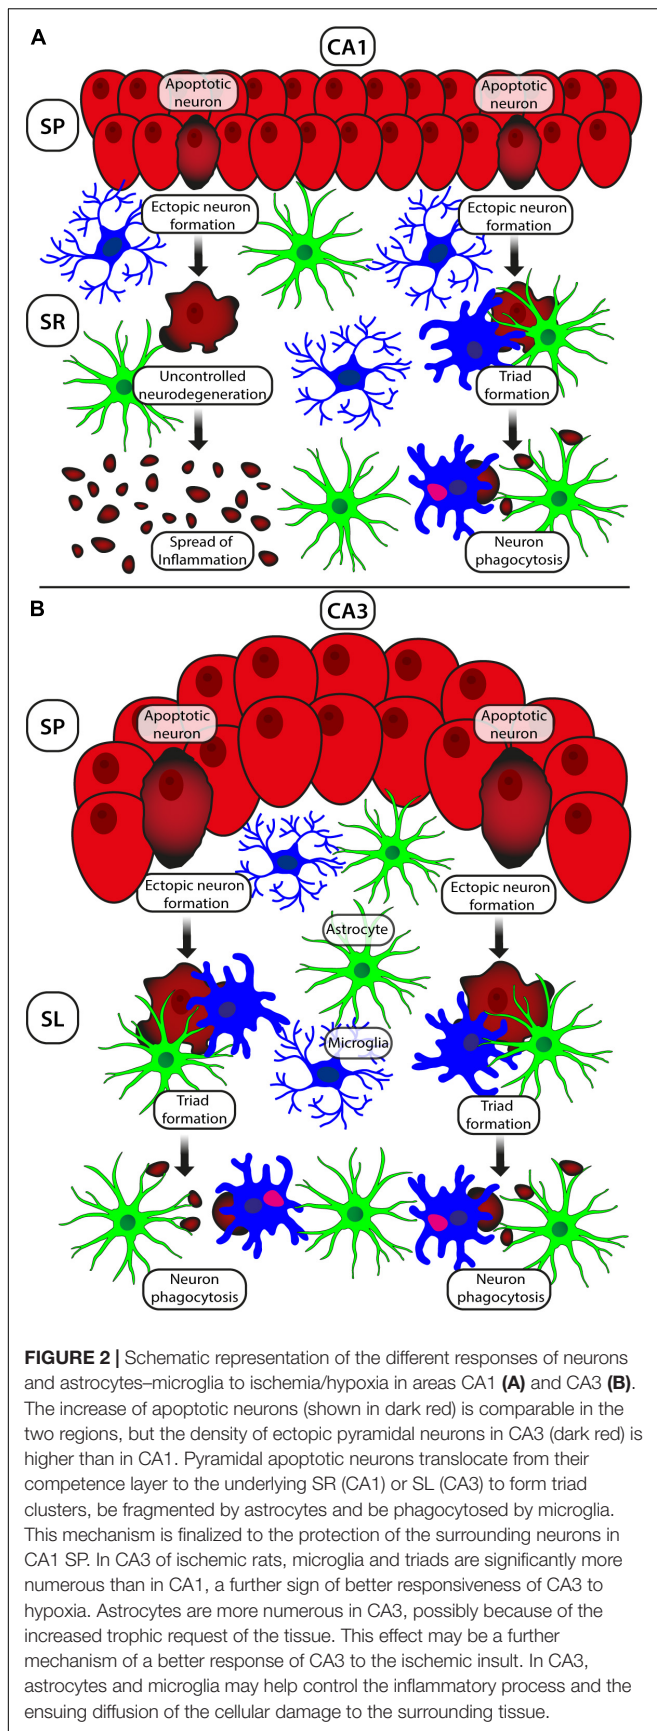 A
CA1
Apoptotic
neuron
Apoptotic
neuron
SP
Ectopic neuron
formation
Ectopic neuron
formation
SR
Uncontrolled
neurodegeneration
Triad
formation
Spread of
Inflammation
Neuron
phagocytosis
B
CA3
SP
Apoptotic
neuron
Apoptotic
neuron
Ectopic neuron
formation
Ectopic neuron
formation
Astrocyte
SL
Microglia
Triad
formation
Triad
formation
Neuron
phagocytosis
Neuron
phagocytosis
FIGURE 2 | Schematic representation of the different responses of neurons
and astrocytes–microglia to ischemia/hypoxia in areas CA1 (A) and CA3 (B).
The increase of apoptotic neurons (shown in dark red) is comparable in the
two regions, but the density of ectopic pyramidal neurons in CA3 (dark red) is
higher than in CA1. Pyramidal apoptotic neurons translocate from their
competence layer to the underlying SR (CA1) or SL (CA3) to form triad
clusters, be fragmented by astrocytes and be phagocytosed by microglia.
This mechanism is finalized to the protection of the surrounding neurons in
CA1 SP. In CA3 of ischemic rats, microglia and triads are significantly more
numerous than in CA1, a further sign of better responsiveness of CA3 to
hypoxia. Astrocytes are more numerous in CA3, possibly because of the
increased trophic request of the tissue. This effect may be a further
mechanism of a better response of CA3 to the ischemic insult. In CA3,
astrocytes and microglia may help control the inflammatory process and the
ensuing diffusion of the cellular damage to the surrounding tissue.